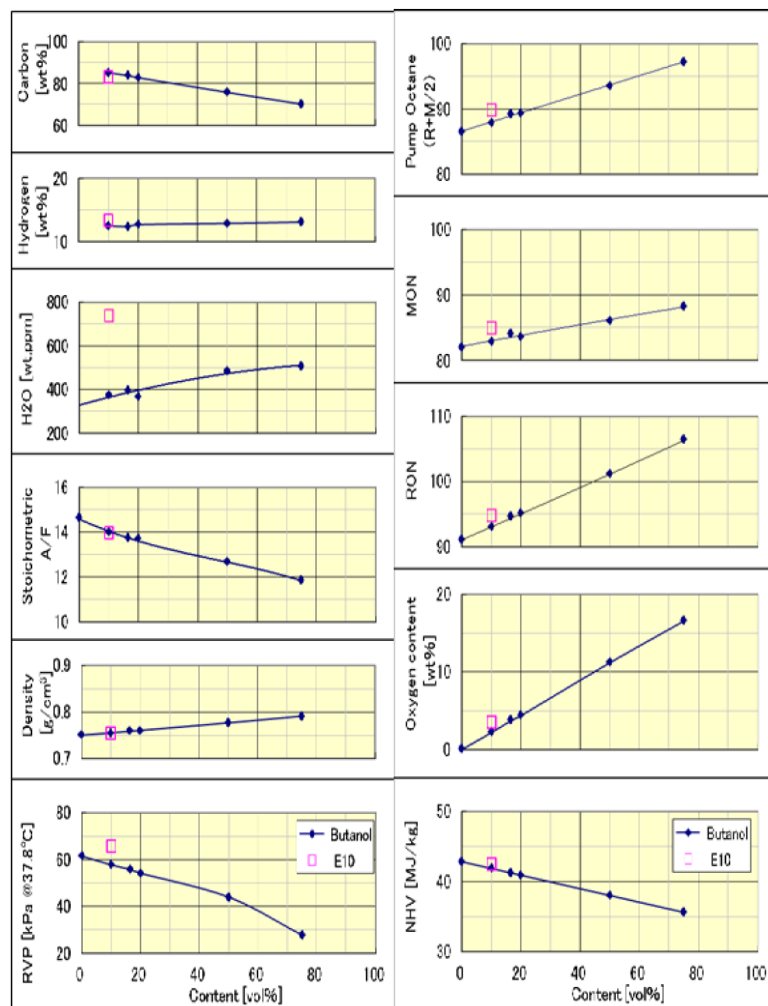 Carbon
[wt%]
100
80
60
Hydrogen
[wt%]
20
10
H2O [wt.ppm]
800
600
400
200
Stoichometric
A/F
16
14
12
10
Density
[g/cm³]
0.9
0.8
0.7
RVP [kPa @37.8°C]
80
60
40
20
Butanol
E10
0 20 40 60 80 100
Content [vol%]
Pump Octane
(R+M/2)
100
90
80
MON
100
90
80
RON
110
100
90
Oxygen content
[wt%]
20
10
0
NHV [MJ/kg]
50
40
30
Butanol
E10
0 20 40 60 80 100
Content [vol%]